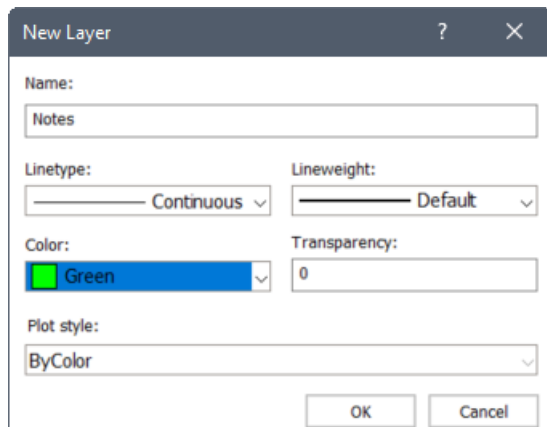 New Layer ?
Name:
Notes
Linetype: Lineweight:
Continuous Default
Color: Transparency:
Green 0
Plot style:
ByColor
OK Cancel